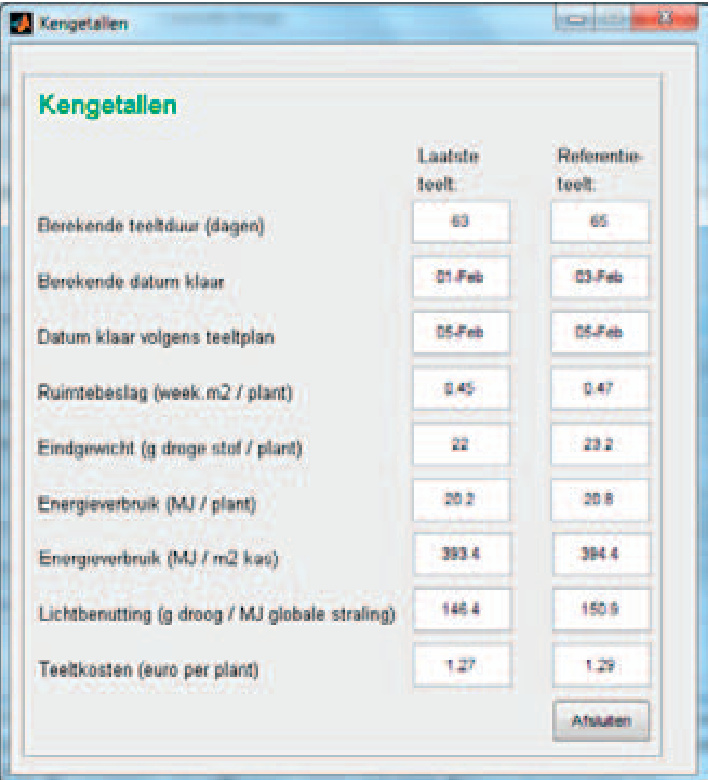 Kengetallen
Kengetallen
Laatste Referentie-
teelt: teelt:
Berekende teeltduur (dagen) 63 65
Berekende datum klaar 01-Feb 03-Feb
Datum klaar volgens teeltplan 05-Feb 05-Feb
Ruimtebeslag (week.m2 / plant) 0.45 0.47
Eindgewicht (g droge stof / plant) 22 23.2
Energieverbruik (MJ / plant) 20.2 20.8
Energieverbruik (MJ / m2 kas) 393.4 394.4
Lichtbenutting (g droog / MJ globale straling) 146.4 150.9
Teeltkosten (euro per plant) 1.27 1.29
Afsluiten